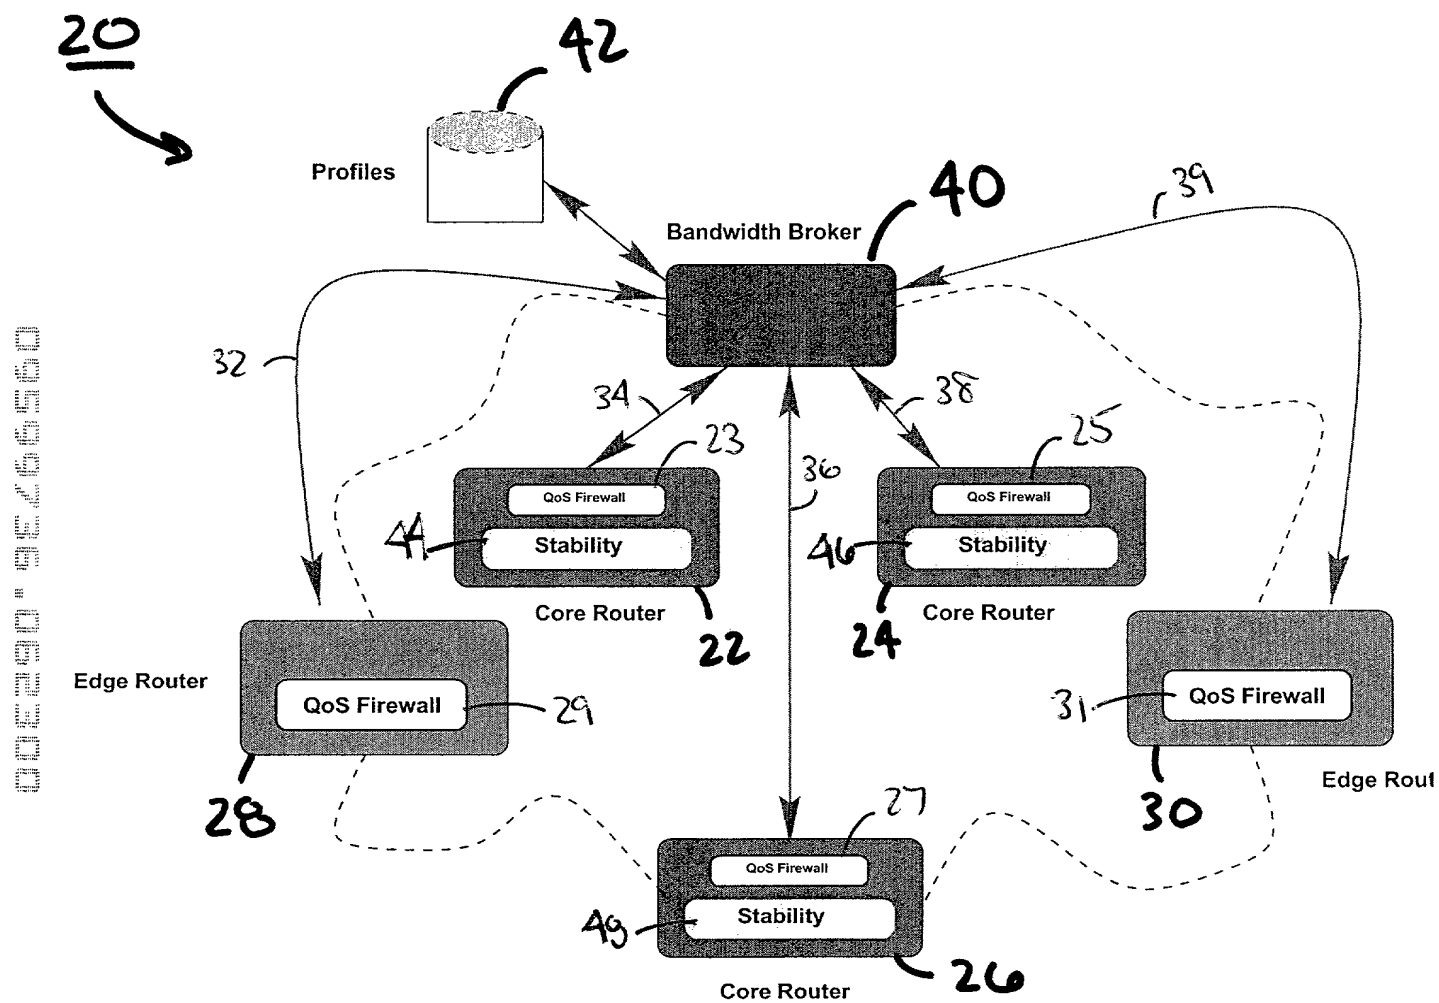 20
42
Profiles
40
39
Bandwidth Broker
32
34
38
36
23
25
QoS Firewall
QoS Firewall
44
Stability
46
Stability
Core Router
22
24
Core Router
Edge Router
QoS Firewall
29
31
QoS Firewall
28
30
Edge Rout
27
QoS Firewall
Stability
26
Core Router